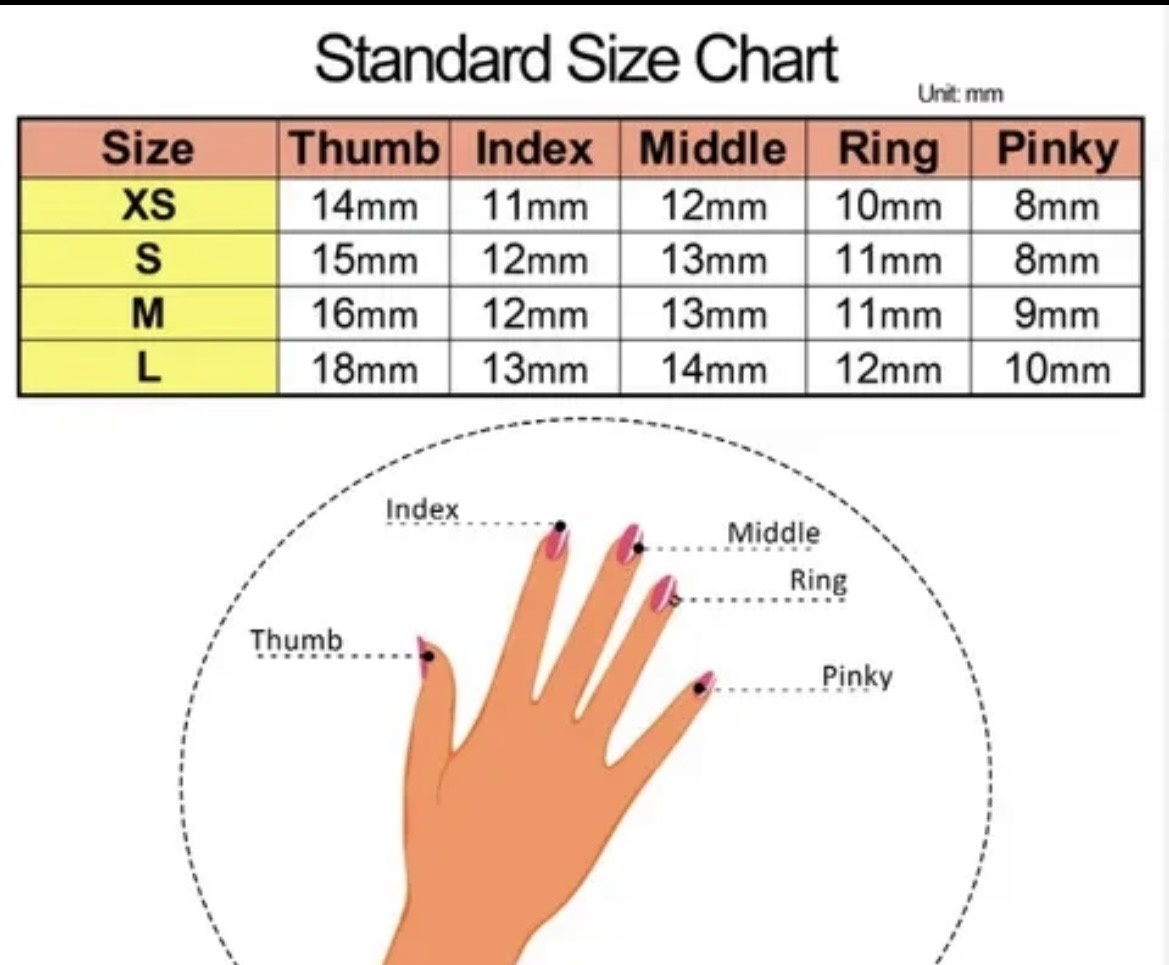 Standard Size Chart
Unit: mm
Size Thumb Index Middle Ring Pinky
XS 14mm 11mm 12mm 10mm 8mm
S 15mm 12mm 13mm 11mm 8mm
M 16mm 12mm 13mm 11mm 9mm
L 18mm 13mm 14mm 12mm 10mm
Index
Middle
Ring
Thumb
Pinky